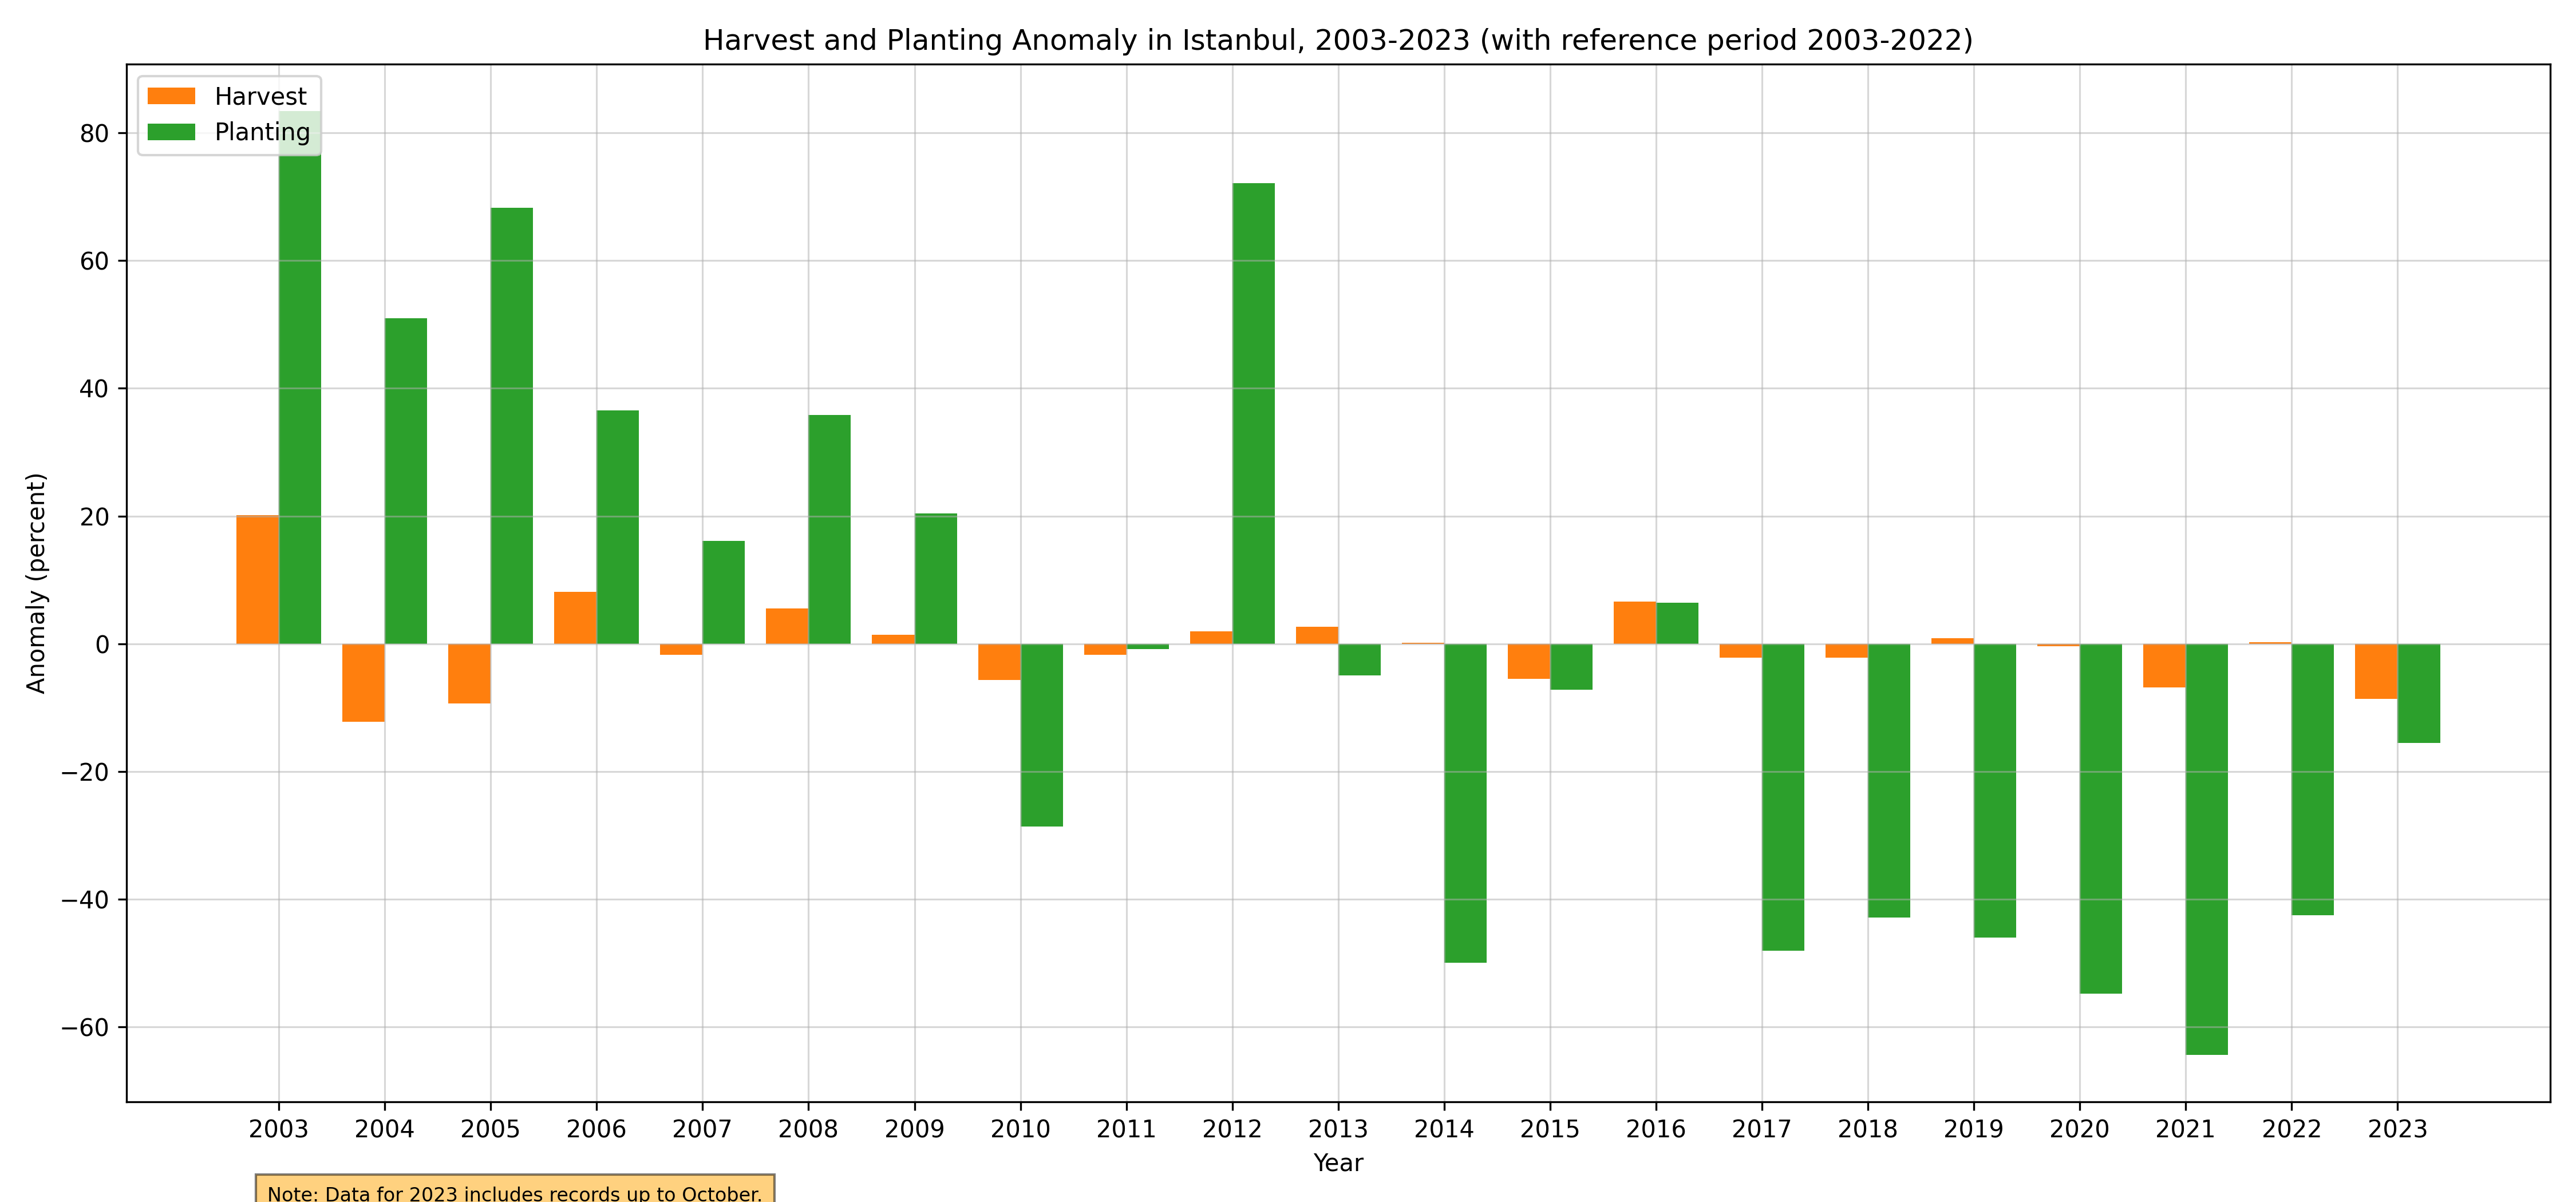 Harvest and Planting Anomaly in Istanbul, 2003-2023 (with reference period 2003-2022)
Harvest
Planting
80
60
40
20
0
−20
−40
−60
Anomaly (percent)
2003 2004 2005 2006 2007 2008 2009 2010 2011 2012 2013 2014 2015 2016 2017 2018 2019 2020 2021 2022 2023
Year
Note: Data for 2023 includes records up to October.